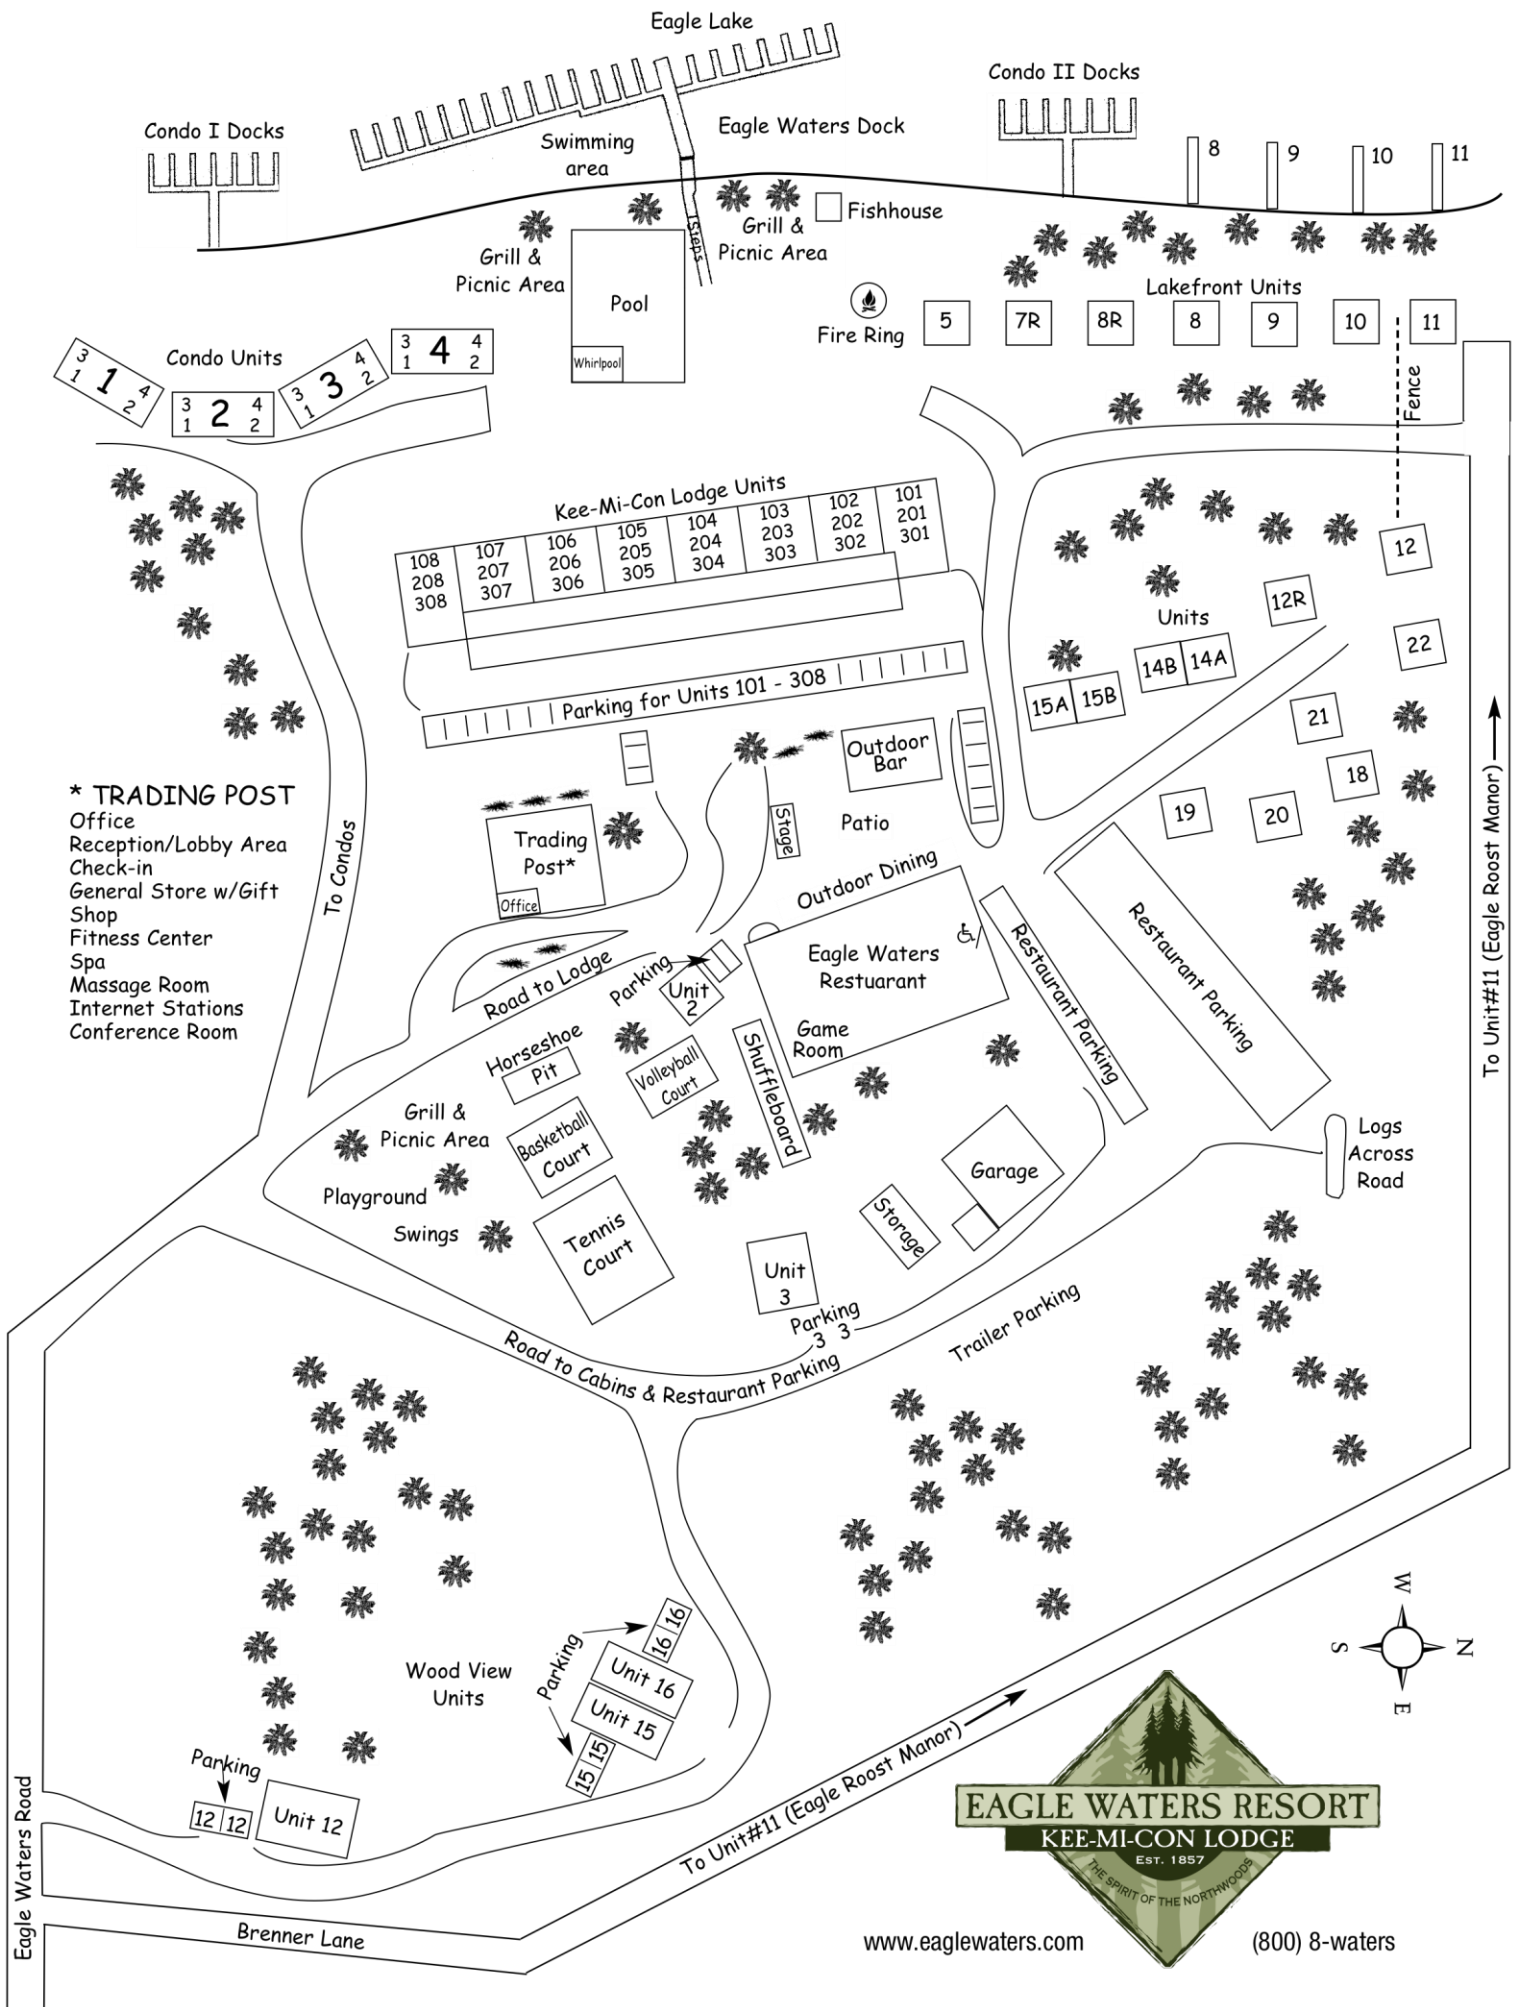 Eagle Lake
Condo II Docks
Condo I Docks
Eagle Waters Dock
Swimming
area
8
9
10
11
Fishhouse
Steps
Grill &
Picnic Area
Grill &
Picnic Area
Pool
Whirlpool
Lakefront Units
Fire Ring
5
7R
8R
8
9
10
11
Fence
Condo Units
3 4
1 1 2
3 4
1 2 2
3 4
1 3 2
3 4
1 4 2
Kee-Mi-Con Lodge Units
108
208
308
107
207
307
106
206
306
105
205
305
104
204
304
103
203
303
102
202
302
101
201
301
Parking for Units 101 - 308
12
12R
22
Units
14B 14A
15A 15B
21
18
19
20
Outdoor
Bar
Stage
Patio
Outdoor Dining
Trading
Post*
Office
* TRADING POST
Office
Reception/Lobby Area
Check-in
General Store w/Gift
Shop
Fitness Center
Spa
Massage Room
Internet Stations
Conference Room
To Condos
To Unit#11 (Eagle Roost Manor)
Road to Lodge
Parking
Unit
2
Eagle Waters
Restuarant
Game
Room
Restaurant Parking
Restaurant Parking
Horseshoe
Pit
Volleyball
Court
Shuffleboard
Grill &
Picnic Area
Basketball
Court
Playground
Swings
Tennis
Court
Garage
Storage
Logs
Across
Road
Unit
3
Parking
3 3
Trailer Parking
Road to Cabins & Restaurant Parking
Parking
16 16
Unit 16
Unit 15
15 15
Wood View
Units
Parking
12 12
Unit 12
To Unit#11 (Eagle Roost Manor)
Eagle Waters Road
Brenner Lane
W
S
N
E
EAGLE WATERS RESORT
KEE-MI-CON LODGE
EST. 1857
THE SPIRIT OF THE NORTHWOODS
www.eaglewaters.com
(800) 8-waters